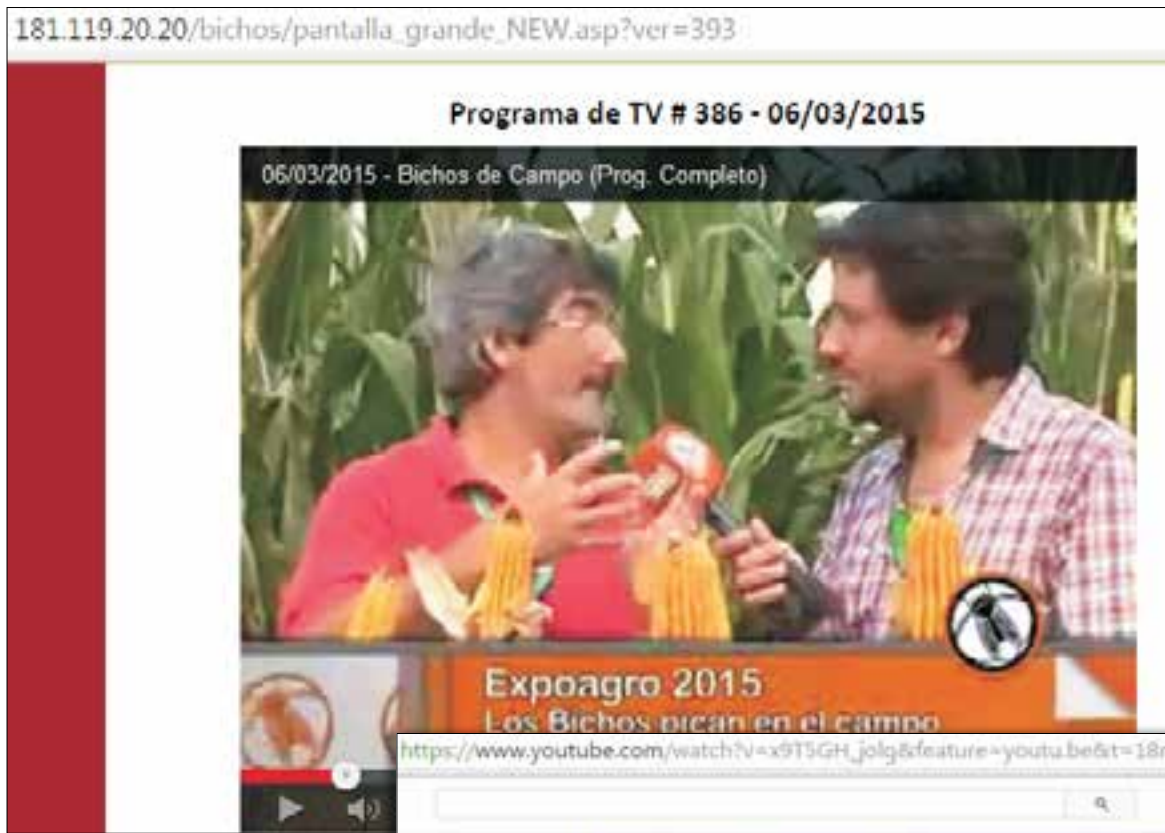 181.119.20.20/bichos/pantalla_grande_NEW.asp?ver=393
Programa de TV # 386 - 06/03/2015
06/03/2015 - Bichos de Campo (Prog. Completo)
Expoagro 2015
Los Bichos pican en el campo
https://www.youtube.com/watch?v=x9T5GH_jolg&feature=youtu.be&t=18